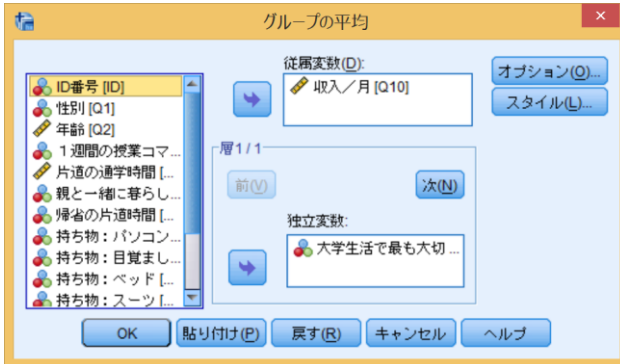 グループの平均
従属変数(D):
収入／月 [Q10]
オプション(O)...
スタイル(L)...
ID番号 [ID]
性別 [Q1]
年齢 [Q2]
１週間の授業コマ...
片道の通学時間 [...
親と一緒に暮らし...
帰省の片道時間 [...
持ち物：パソコン...
持ち物：目覚まし...
持ち物：ベッド [...
持ち物：スーツ [...
層1/1
前(V)
次(N)
独立変数:
大学生活で最も大切 ...
OK
貼り付け(P)
戻す(R)
キャンセル
ヘルプ